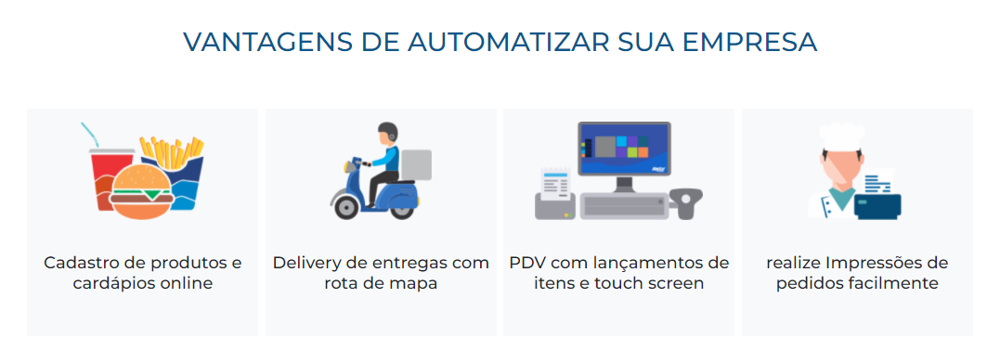 VANTAGENS DE AUTOMATIZAR SUA EMPRESA
Cadastro de produtos e
cardápios online
Delivery de entregas com
rota de mapa
PDV com lançamentos de
itens e touch screen
realize Impressões de
pedidos facilmente